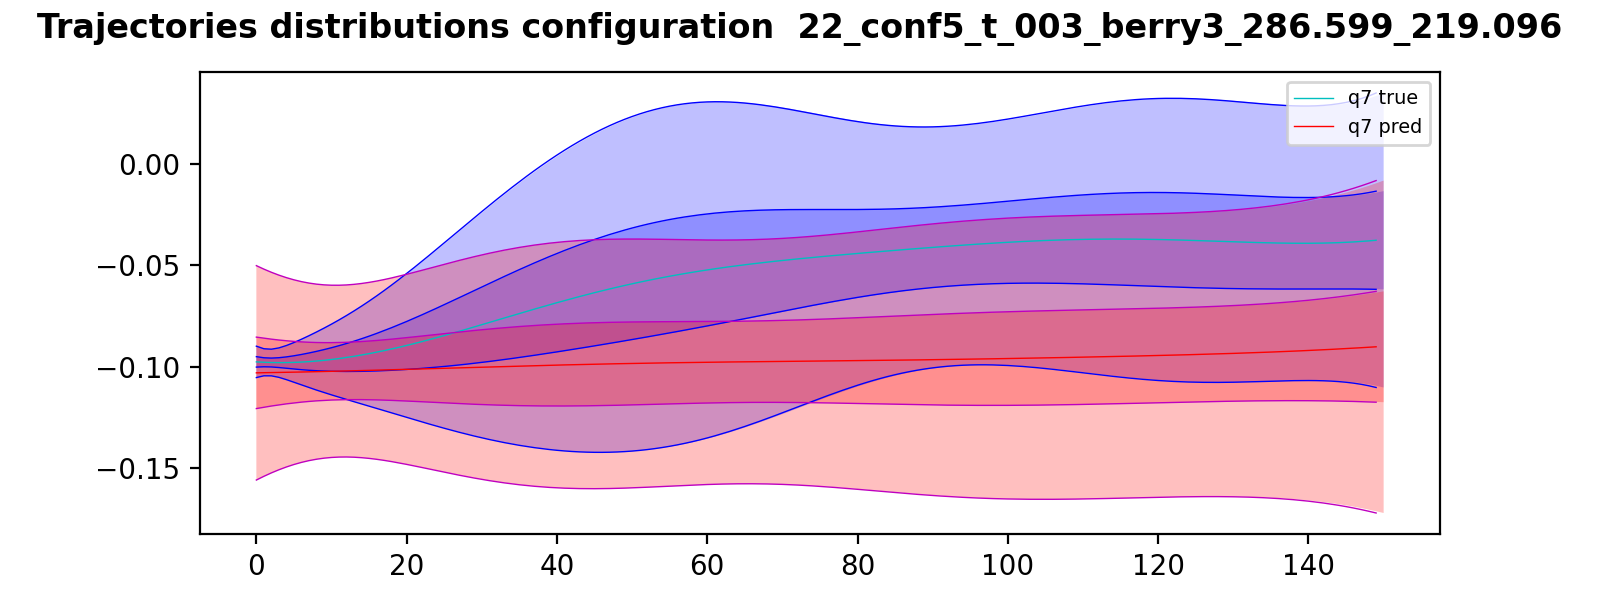 Trajectories distributions configuration  22_conf5_t_003_berry3_286.599_219.096
q7 true
q7 pred
0.00
−0.05
−0.10
−0.15
0 20 40 60 80 100 120 140